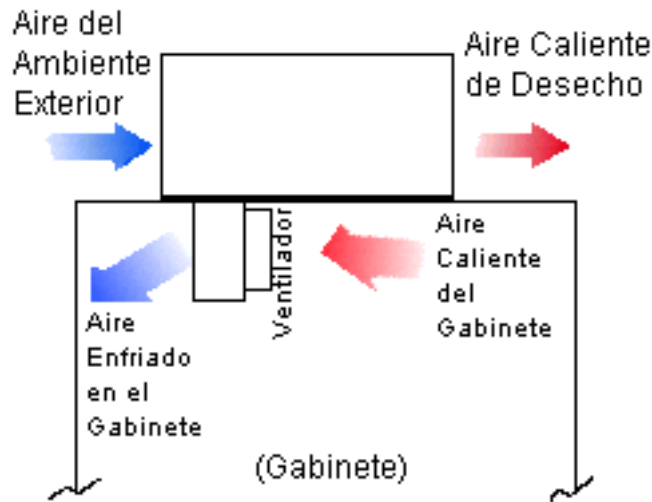 Aire del
Ambiente
Exterior
Aire Caliente
de Desecho
Ventilador
Aire
Caliente
del
Gabinete
Aire
Enfriado
en el
Gabinete
(Gabinete)